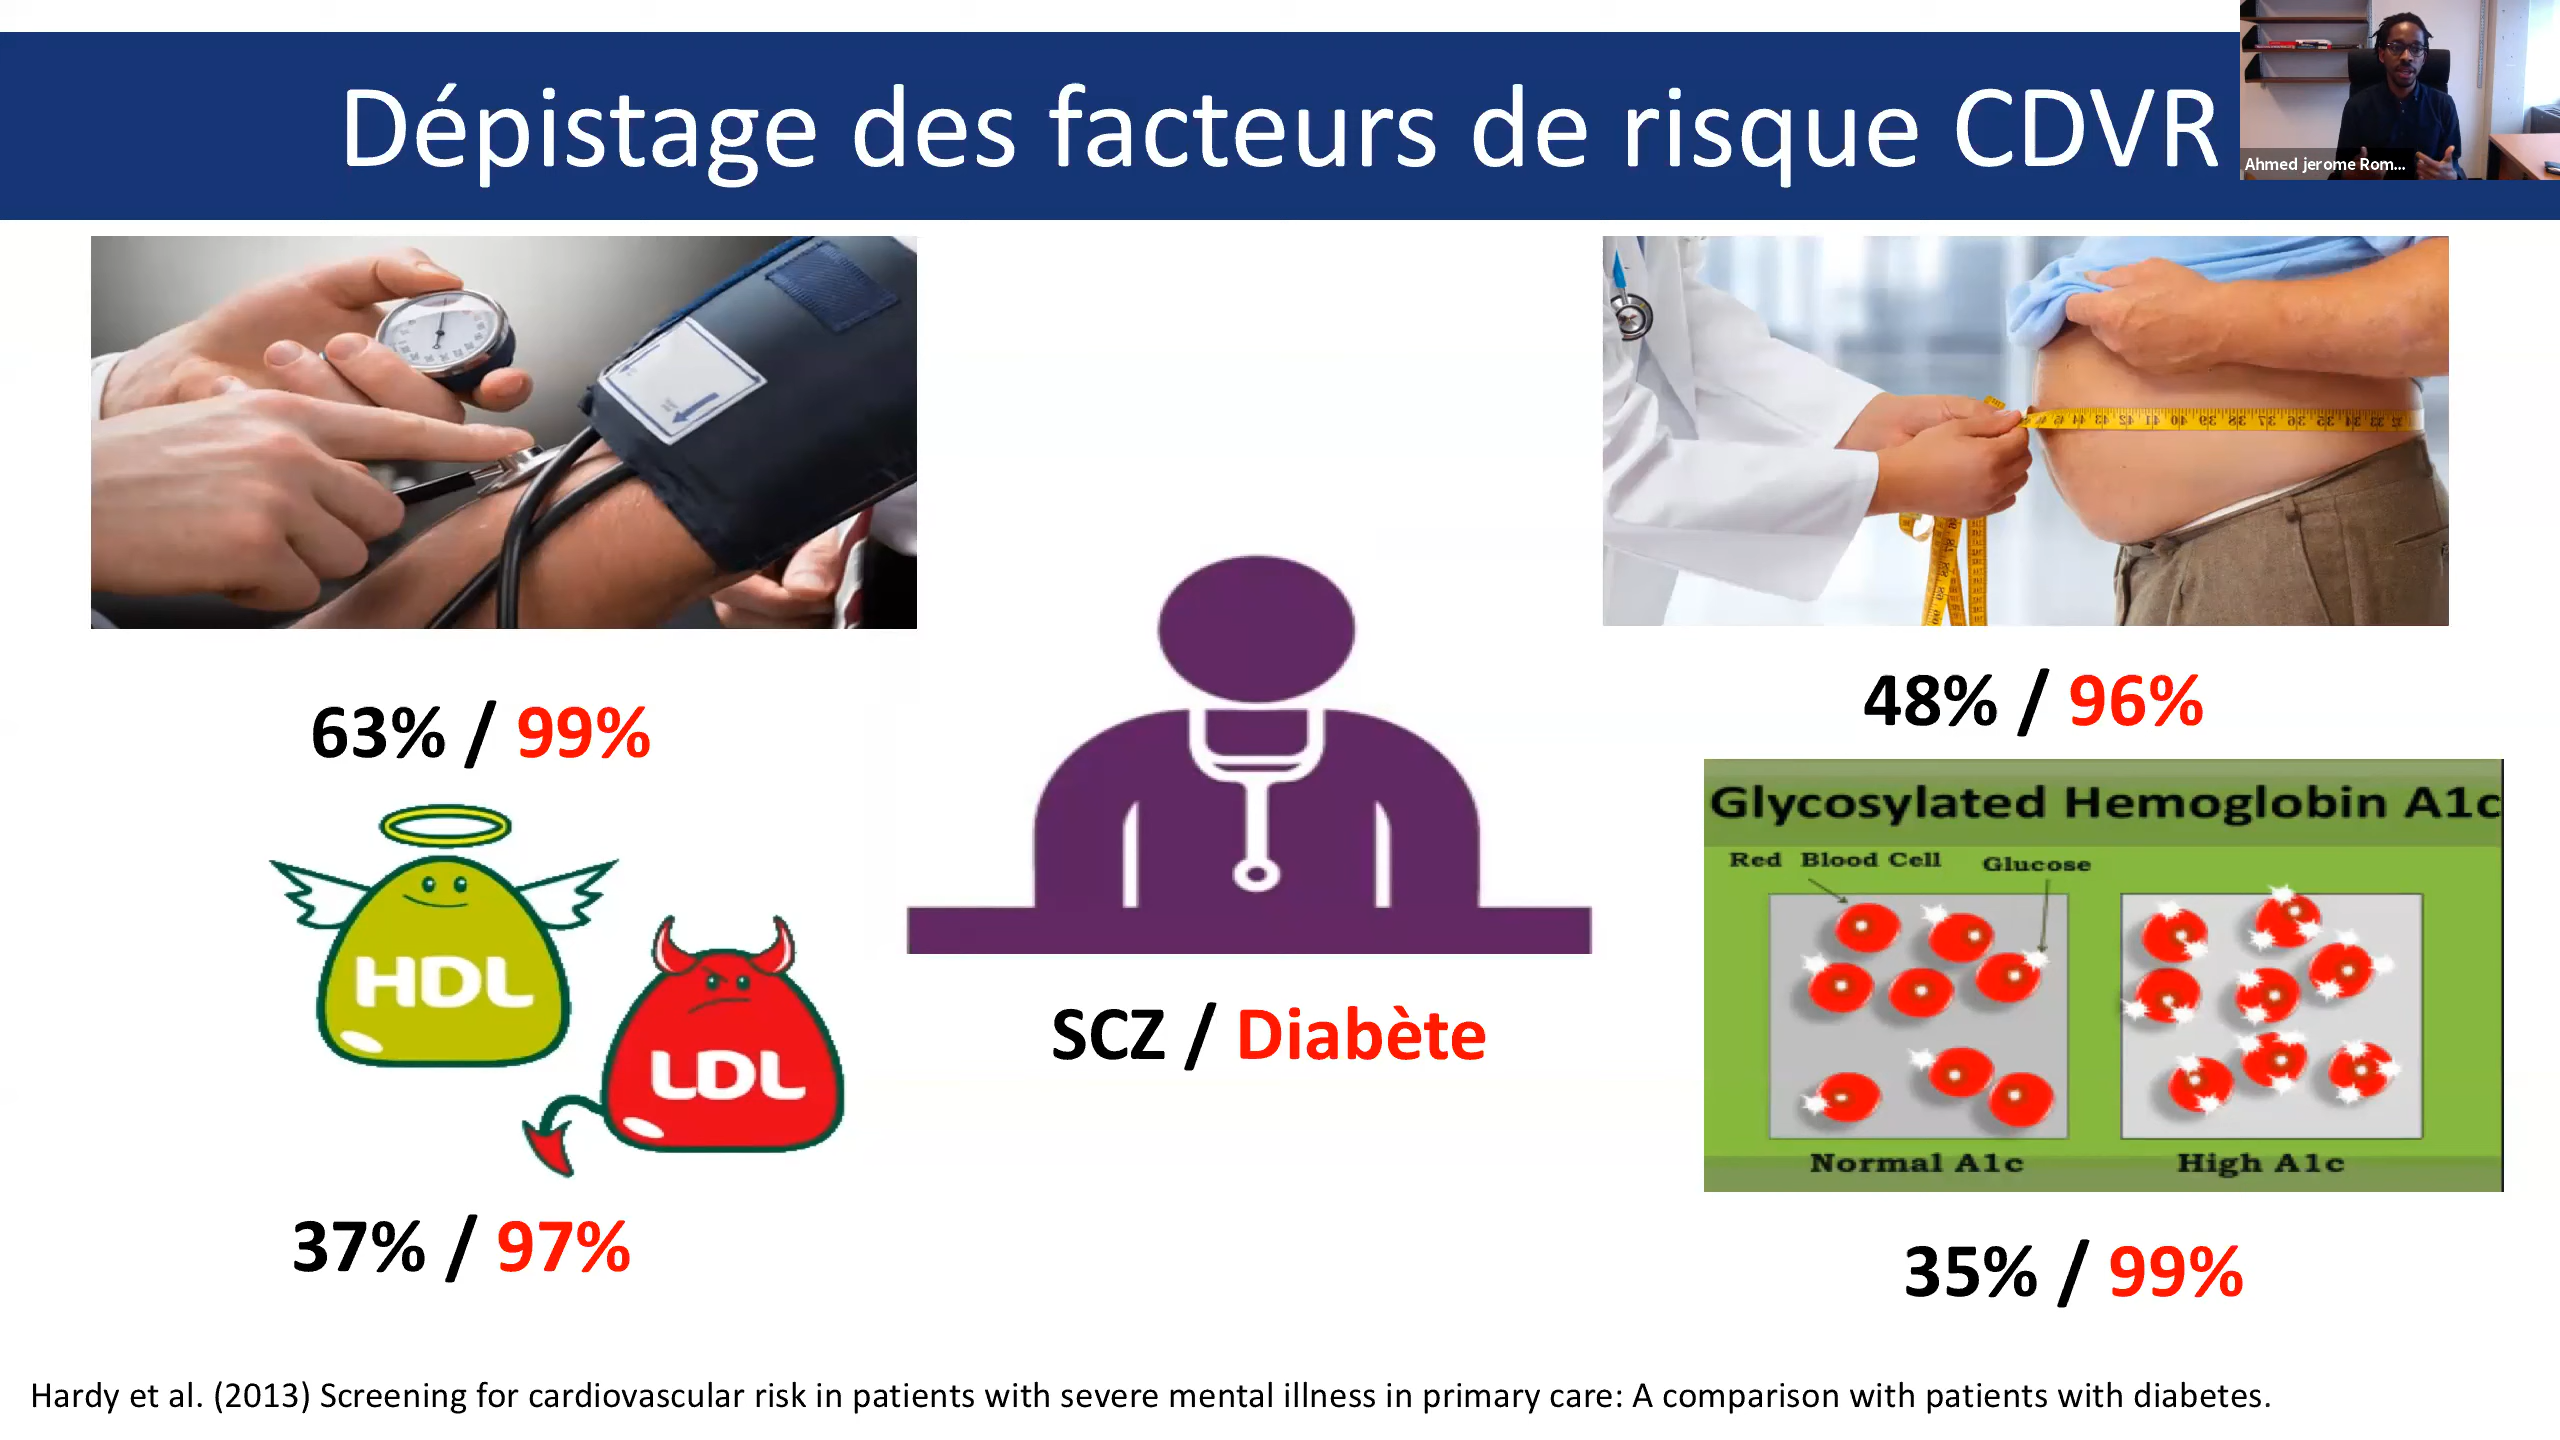 Dépistage des facteurs de risque CDVR
Ahmed jerome Rom...
63% / 99%
48% / 96%
HDL
LDL
SCZ / Diabète
Glycosylated Hemoglobin A1c
Red Blood Cell
Glucose
Normal A1c
High A1c
37% / 97%
35% / 99%
Hardy et al. (2013) Screening for cardiovascular risk in patients with severe mental illness in primary care: A comparison with patients with diabetes.